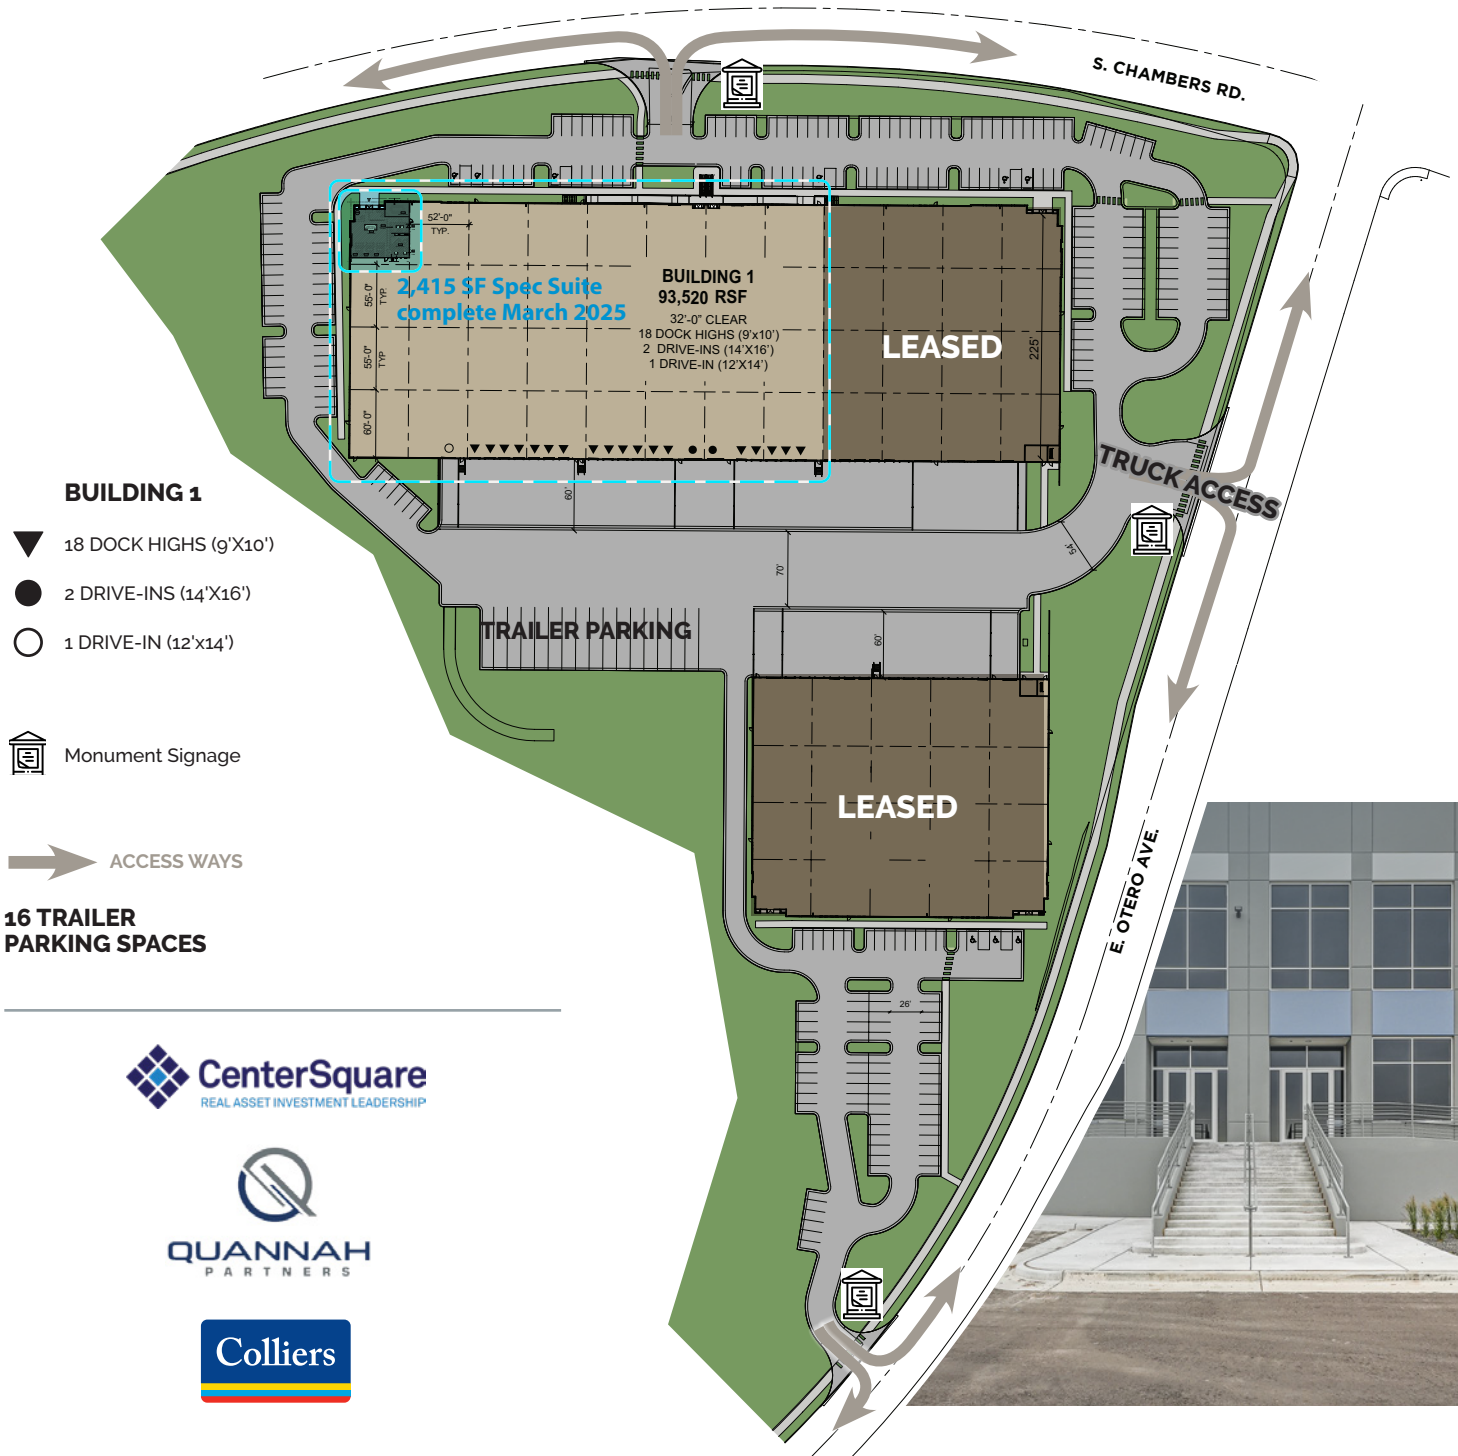 S. CHAMBERS RD.
52'-0"
TYP.
2,415 SF Spec Suite
complete March 2025
BUILDING 1
93,520 RSF
32'-0" CLEAR
18 DOCK HIGHS (9'x10')
2 DRIVE-INS (14'X16')
1 DRIVE-IN (12'X14')
LEASED
225'
55'-0"
TYP.
55'-0"
TYP
60'-0"
TRUCK ACCESS
60'
54'
70'
TRAILER PARKING
60'
LEASED
E. OTERO AVE.
26'
BUILDING 1
18 DOCK HIGHS (9'X10')
2 DRIVE-INS (14'X16')
1 DRIVE-IN (12'x14')
Monument Signage
ACCESS WAYS
16 TRAILER
PARKING SPACES
CenterSquare
REAL ASSET INVESTMENT LEADERSHIP
QUANNAH
PARTNERS
Colliers